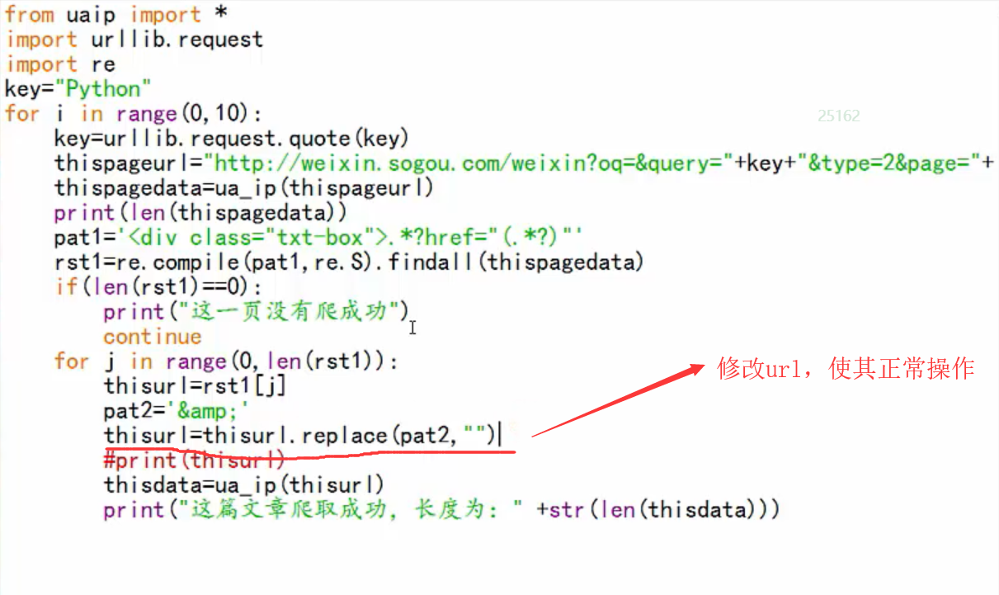 from uaip import *
import urllib.request
import re
key="Python"
for i in range(0,10):
25162
    key=urllib.request.quote(key)
    thispageurl="http://weixin.sogou.com/weixin?oq=&query="+key+"&type=2&page="+
    thispagedata=ua_ip(thispageurl)
    print(len(thispagedata))
    pat1='<div class="txt-box">.*?href="(.*?)"'
    rst1=re.compile(pat1,re.S).findall(thispagedata)
    if(len(rst1)==0):
        print("这一页没有爬成功")
        continue
    for j in range(0,len(rst1)):
        thisurl=rst1[j]
        pat2='&amp;'
        thisurl=thisurl.replace(pat2,"")
        #print(thisurl)
        thisdata=ua_ip(thisurl)
        print("这篇文章爬取成功，长度为：" +str(len(thisdata)))
修改url，使其正常操作